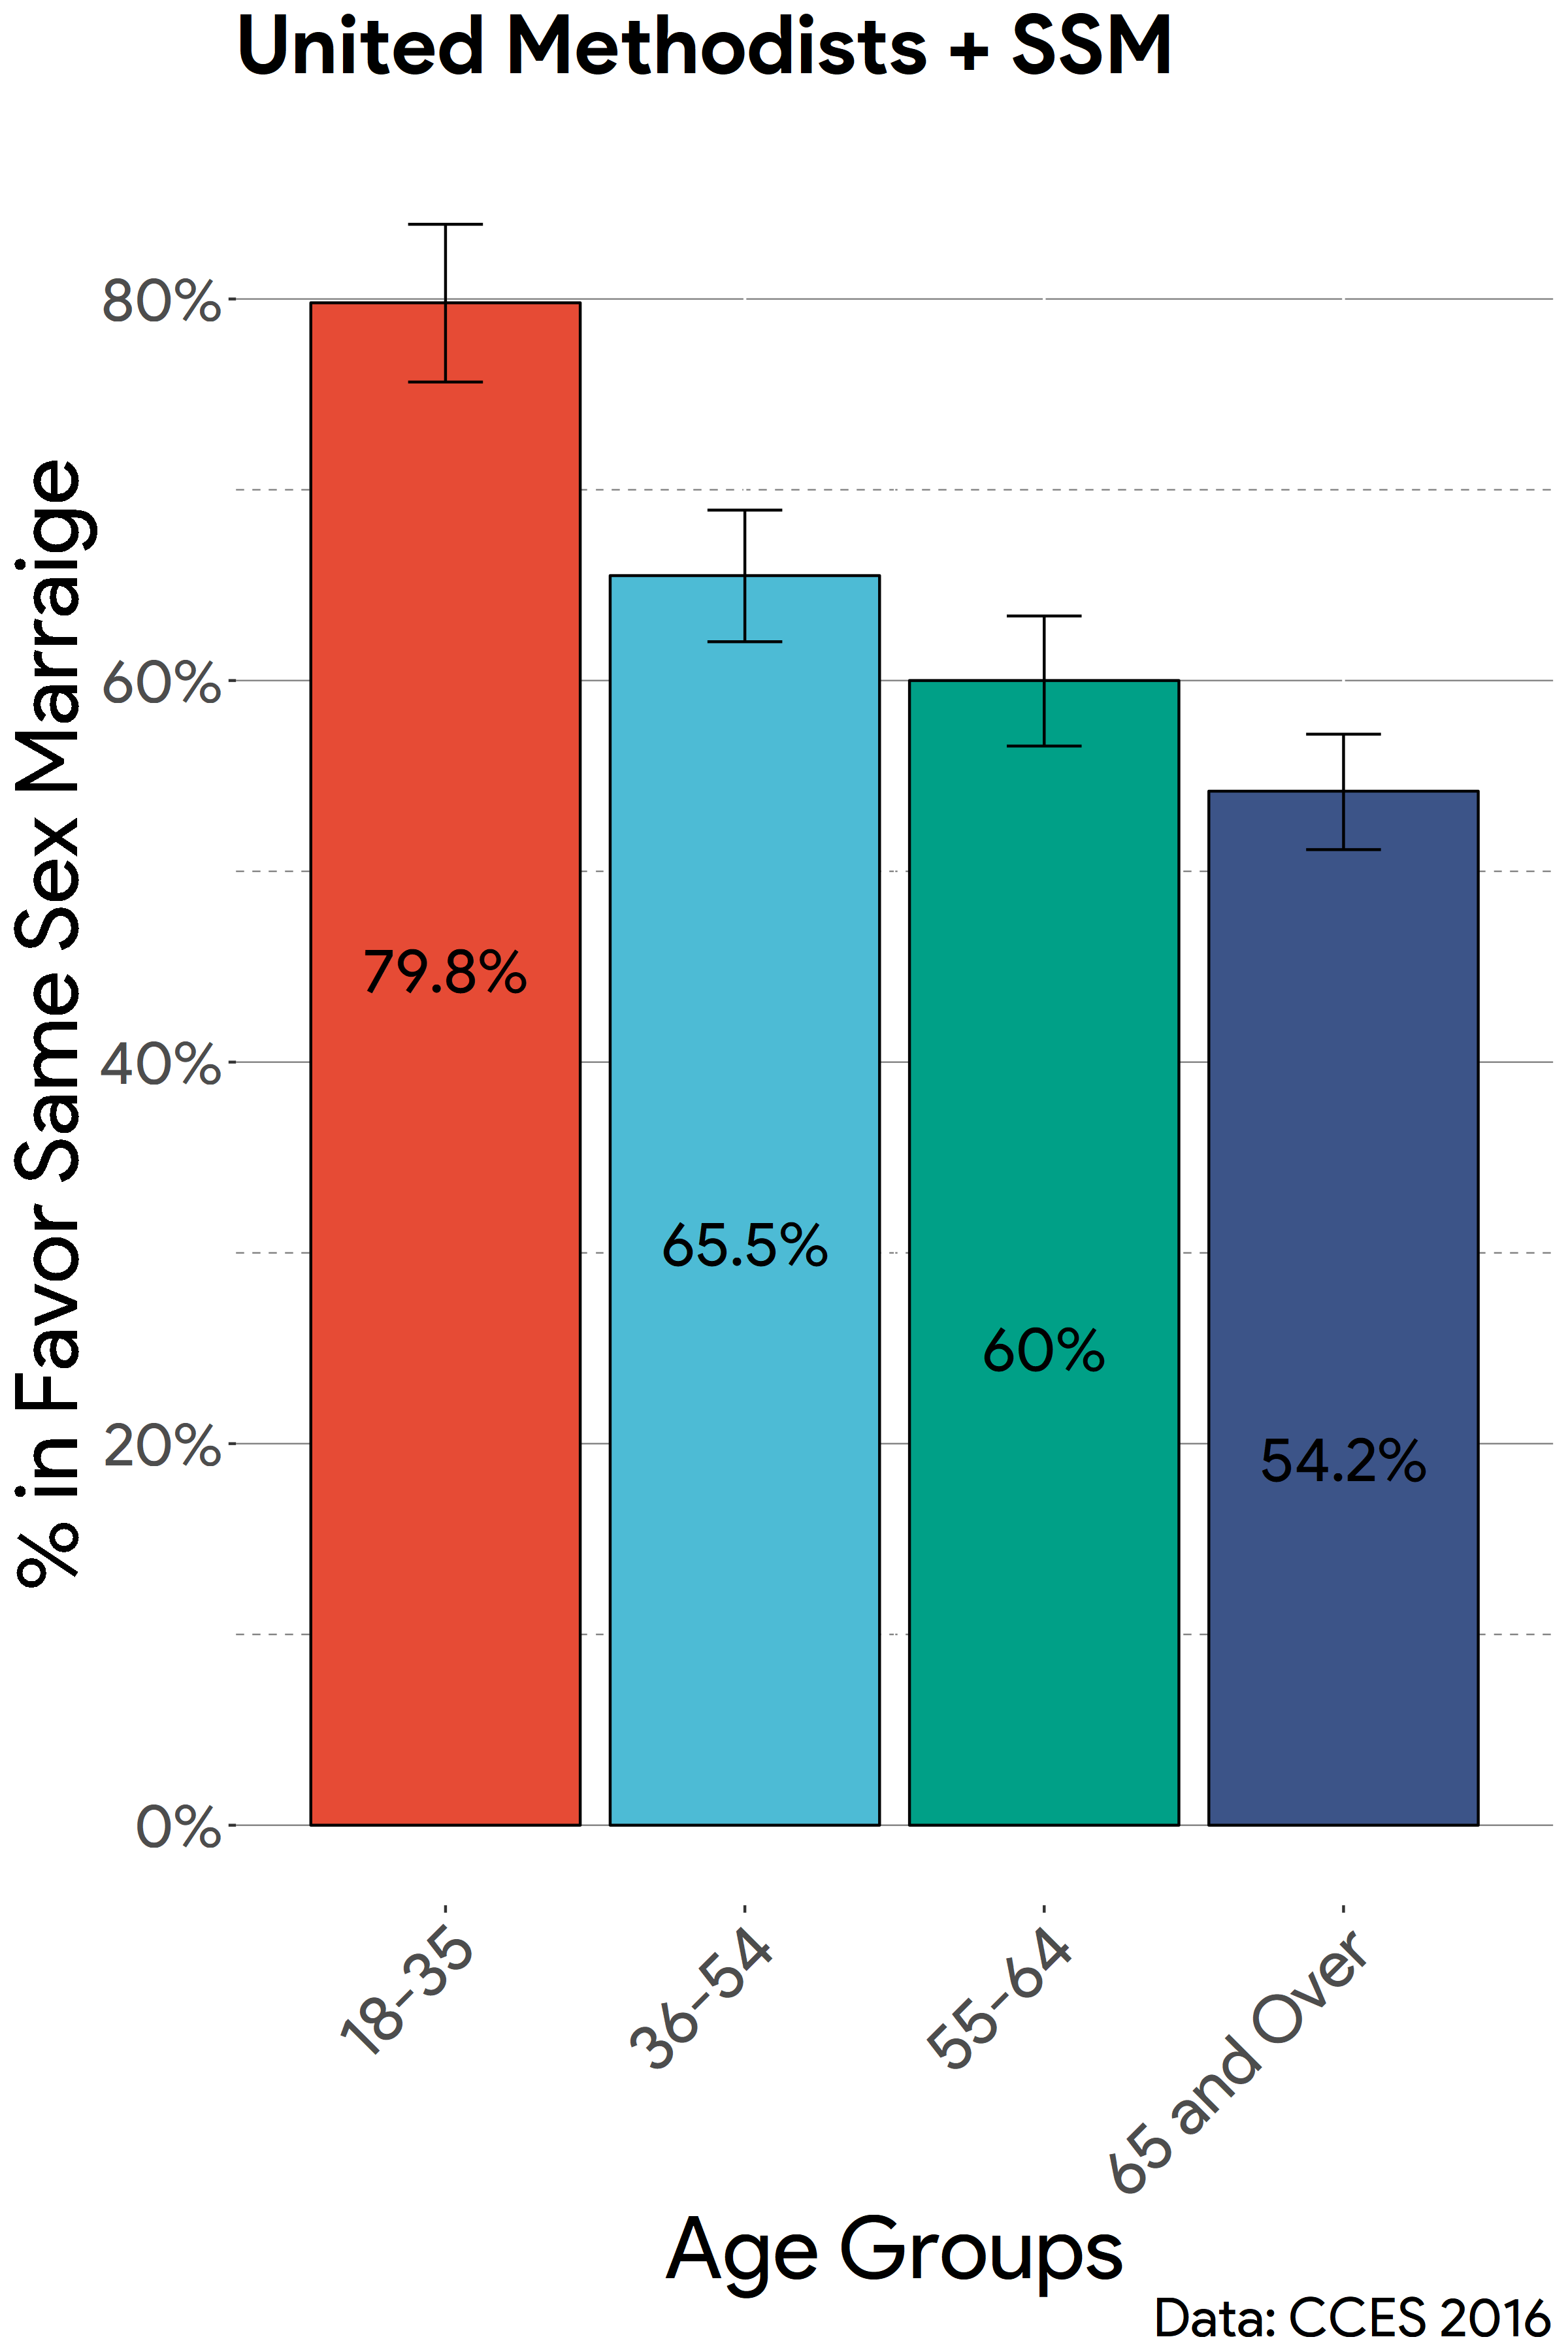 United Methodists + SSM
% in Favor Same Sex Marraige
80%
60%
40%
20%
0%
79.8%
65.5%
60%
54.2%
18-35
36-54
55-64
65 and Over
Age Groups
Data: CCES 2016